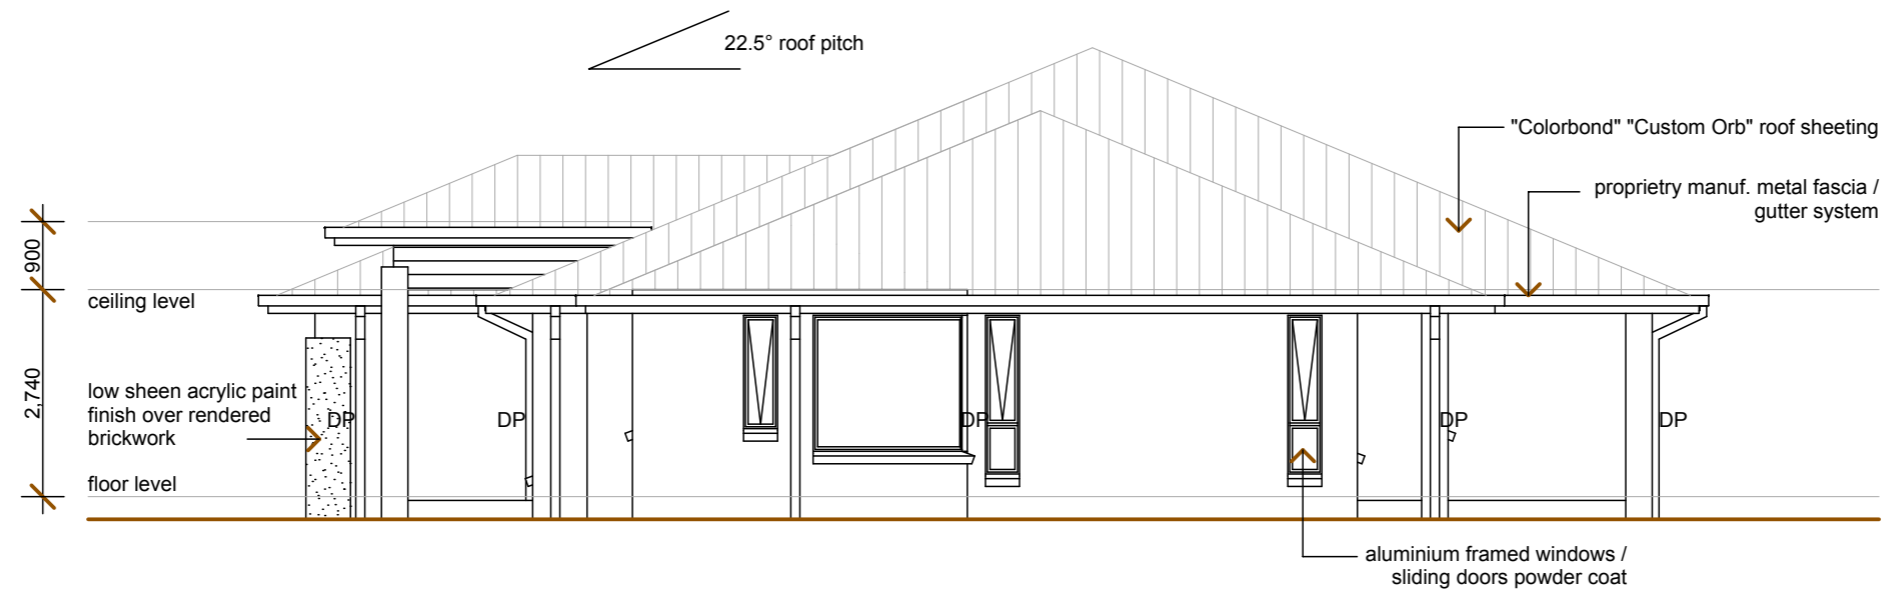 22.5° roof pitch
"Colorbond" "Custom Orb" roof sheeting
proprietry manuf. metal fascia /
gutter system
900
ceiling level
2,740
low sheen acrylic paint
finish over rendered
brickwork
DP
DP
DP
DP
DP
floor level
aluminium framed windows /
sliding doors powder coat